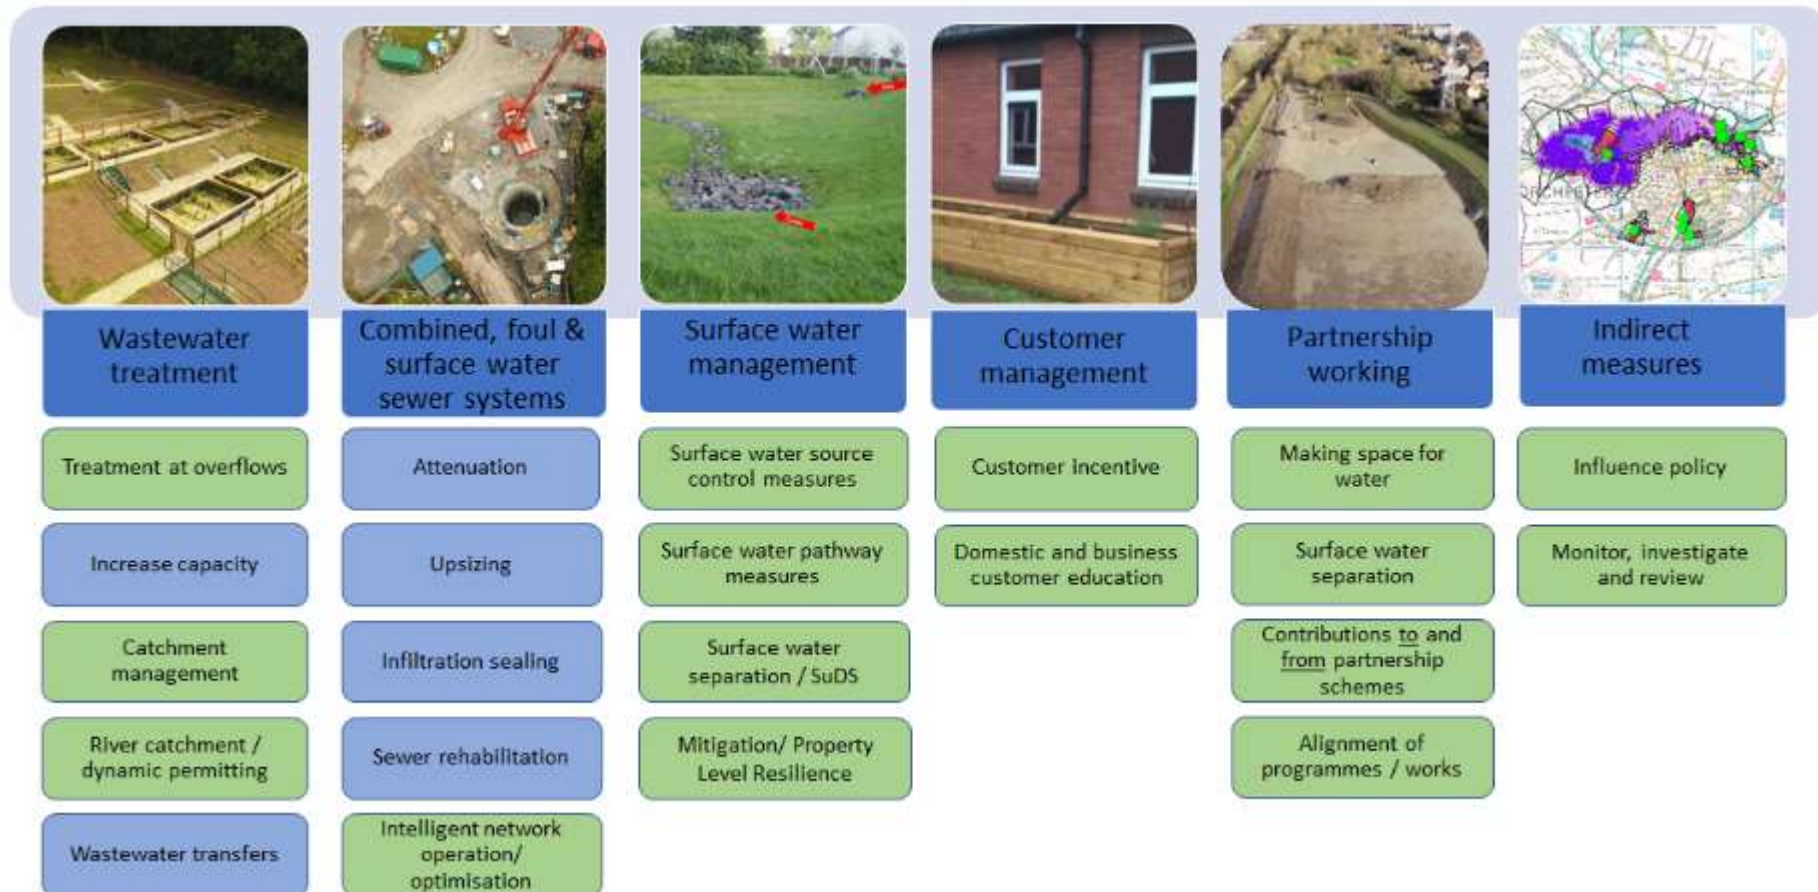 Wastewater
treatment
Combined, foul &
surface water
sewer systems
Surface water
management
Customer
management
Partnership
working
Indirect
measures
Treatment at overflows
Increase capacity
Catchment
management
River catchment /
dynamic permitting
Wastewater transfers
Attenuation
Upsizing
Infiltration sealing
Sewer rehabilitation
Intelligent network
operation/
optimisation
Surface water source
control measures
Surface water pathway
measures
Surface water
separation / SuDS
Mitigation/ Property
Level Resilience
Customer incentive
Domestic and business
customer education
Making space for
water
Surface water
separation
Contributions to and
from partnership
schemes
Alignment of
programmes / works
Influence policy
Monitor, investigate
and review